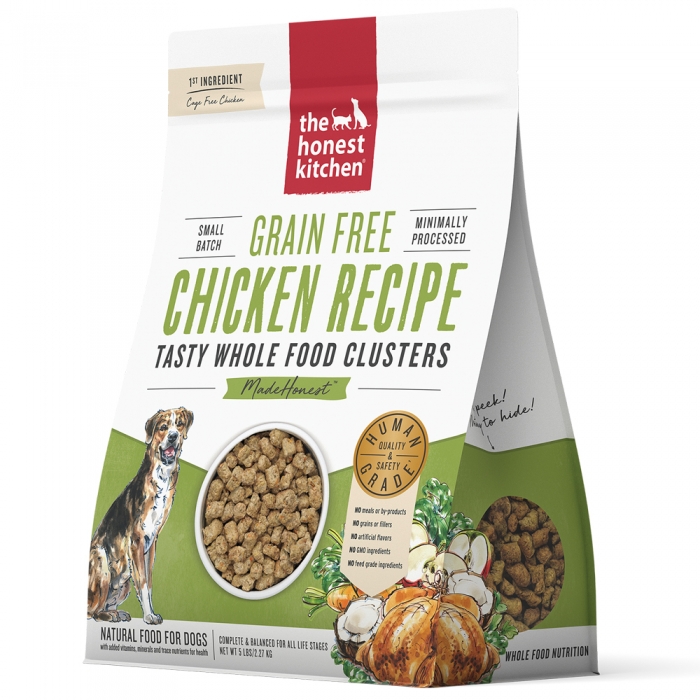 1ST INGREDIENT
Cage Free Chicken
the
honest
kitchen®
SMALL
BATCH
GRAIN FREE
MINIMALLY
PROCESSED
CHICKEN RECIPE
TASTY WHOLE FOOD CLUSTERS
MadeHonest™
HUMAN
QUALITY
&
SAFETY
GRADE™
NO meals or by-products
NO grains or fillers
NO artificial flavors
NO GMO ingredients
NO feed grade ingredients
peek!
to hide!
NATURAL FOOD FOR DOGS
with added vitamins, minerals and trace nutrients for health
COMPLETE & BALANCED FOR ALL LIFE STAGES
NET WT 5 LBS/2.27 KG
WHOLE FOOD NUTRITION